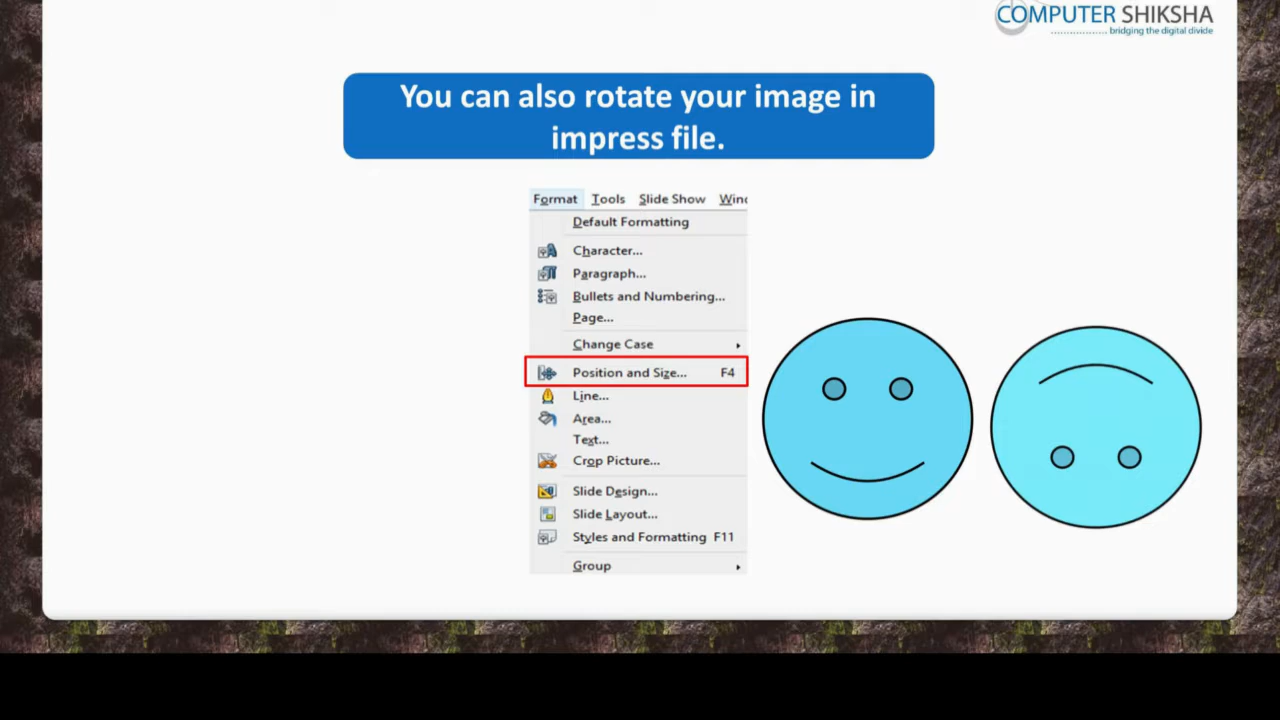 COMPUTER SHIKSHA
bridging the digital divide
You can also rotate your image in
impress file.
Format Tools Slide Show Winc
Default Formatting
Character...
Paragraph...
Bullets and Numbering...
Page...
Change Case
Position and Size... F4
Line...
Area...
Text...
Crop Picture...
Slide Design...
Slide Layout...
Styles and Formatting F11
Group